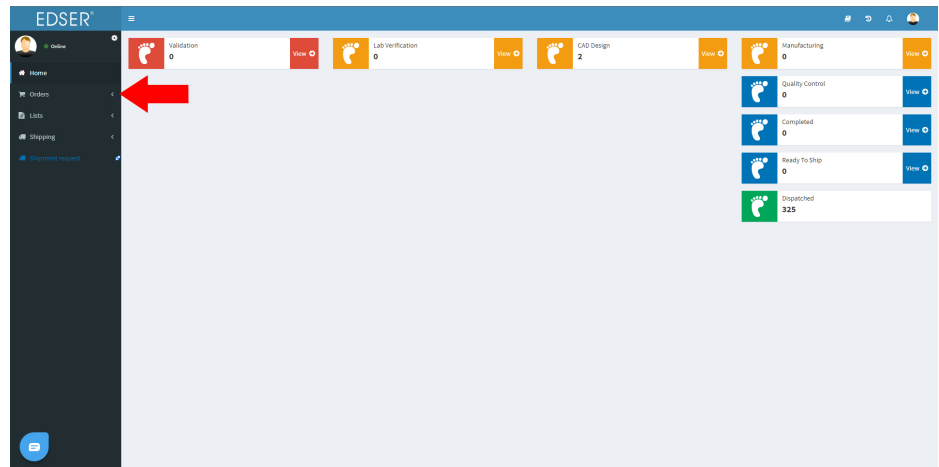 EDSER®
Online
Home
Orders
Lists
Shipping
Shipment request
Validation
0
View
Lab Verification
0
View
CAD Design
2
View
Manufacturing
0
View
Quality Control
0
View
Completed
0
View
Ready To Ship
0
View
Dispatched
325